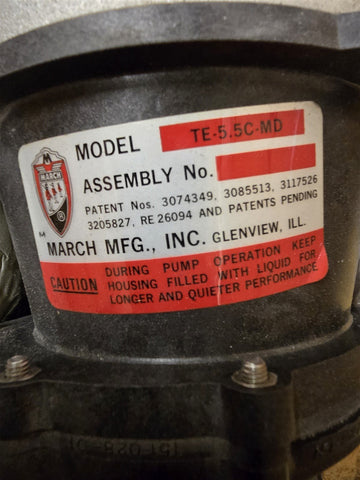 MARCH
MODEL TE-5.5C-MD
ASSEMBLY No.
PATENT Nos. 3074349, 3085513, 3117526
3205827, RE 26094 AND PATENTS PENDING
MARCH MFG., INC. GLENVIEW, ILL.
CAUTION
DURING PUMP OPERATION KEEP
HOUSING FILLED WITH LIQUID FOR
LONGER AND QUIETER PERFORMANCE